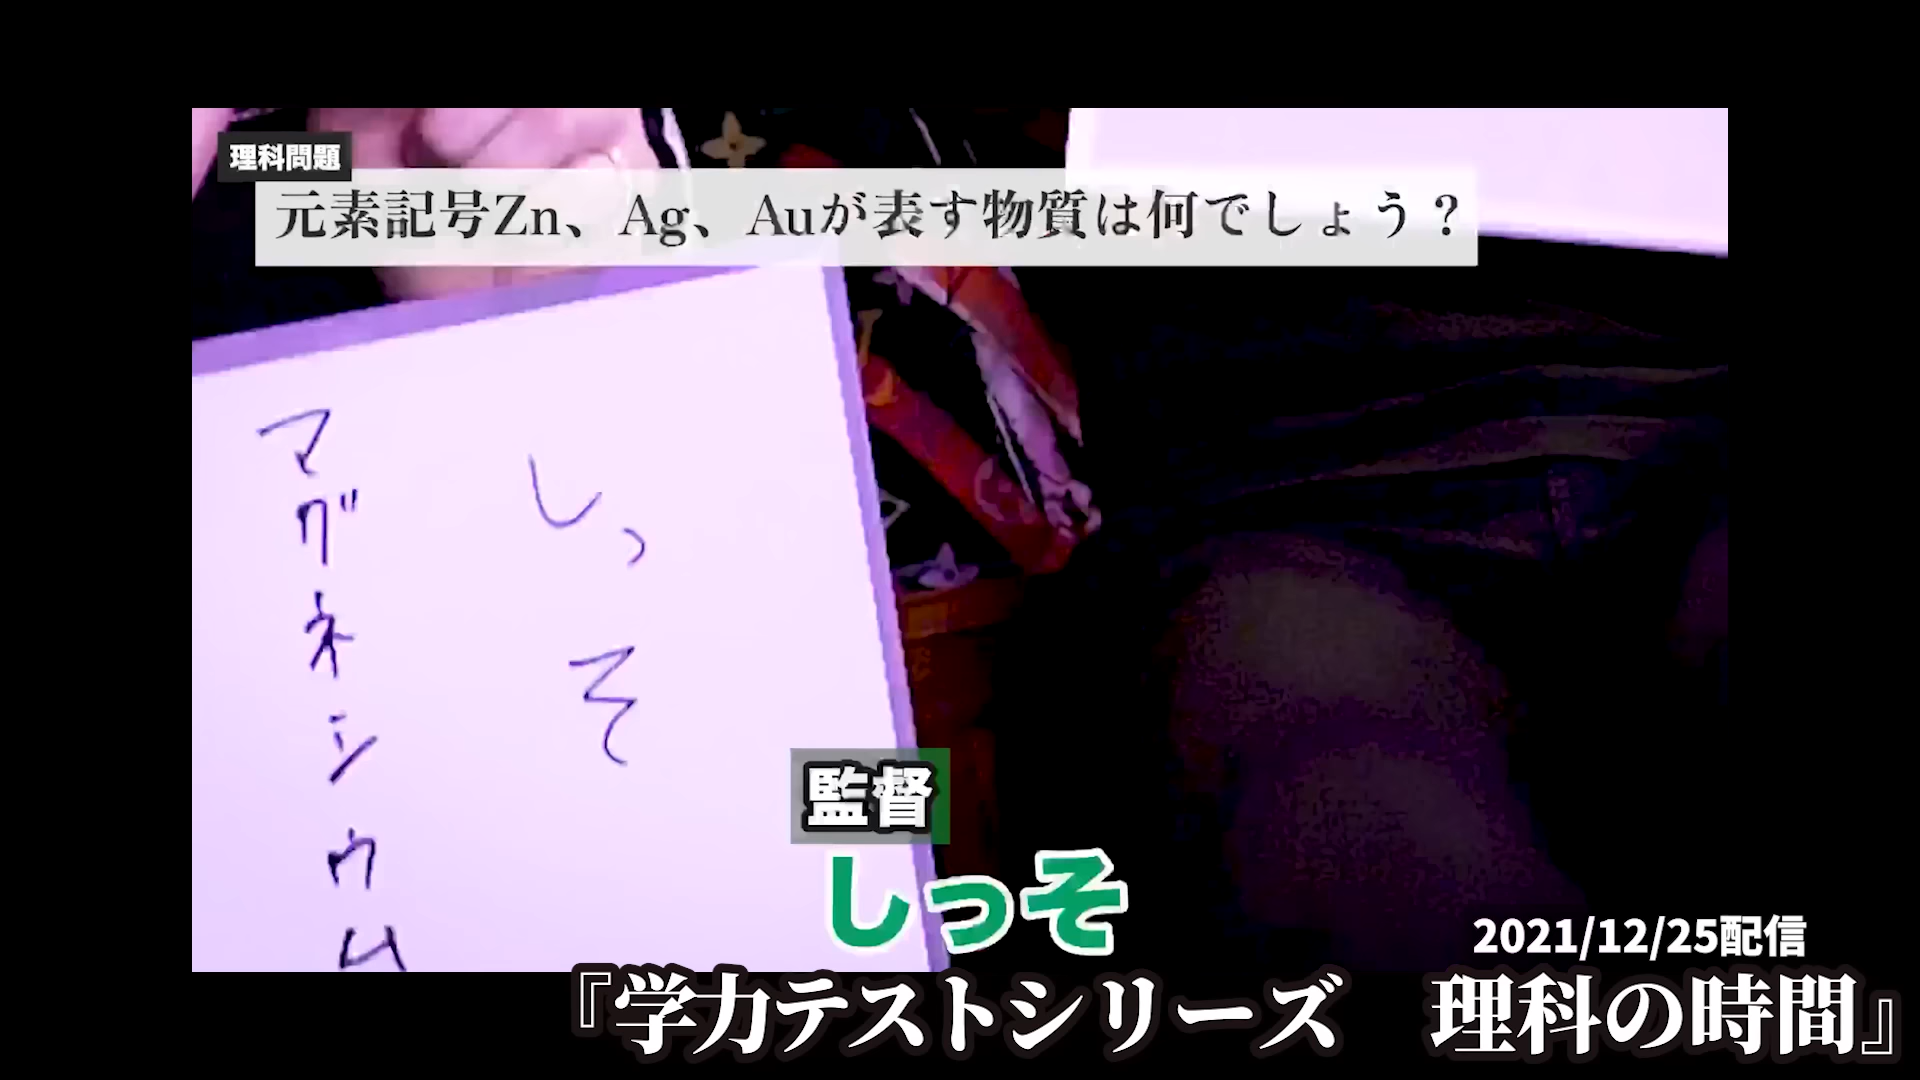 理科問題
元素記号Zn、Ag、Auが表す物質は何でしょう？
しっそ
マグネシウム
監督
しっそ
2021/12/25配信
『学力テストシリーズ　理科の時間』